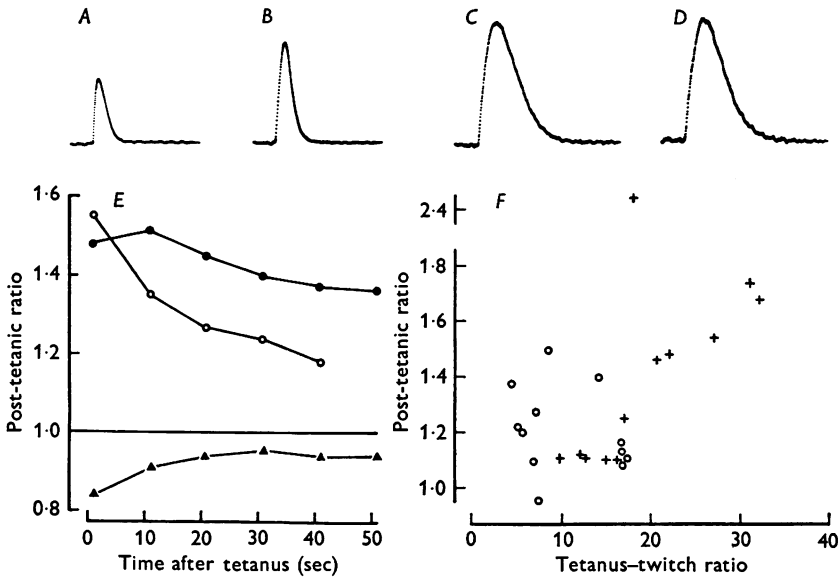 A
B
C
D
E
F
Post-tetanic ratio
1·6
1·4
1·2
1·0
0·8
0 10 20 30 40 50
Time after tetanus (sec)
Post-tetanic ratio
2·4
1·8
1·6
1·4
1·2
1·0
0 10 20 30 40
Tetanus–twitch ratio